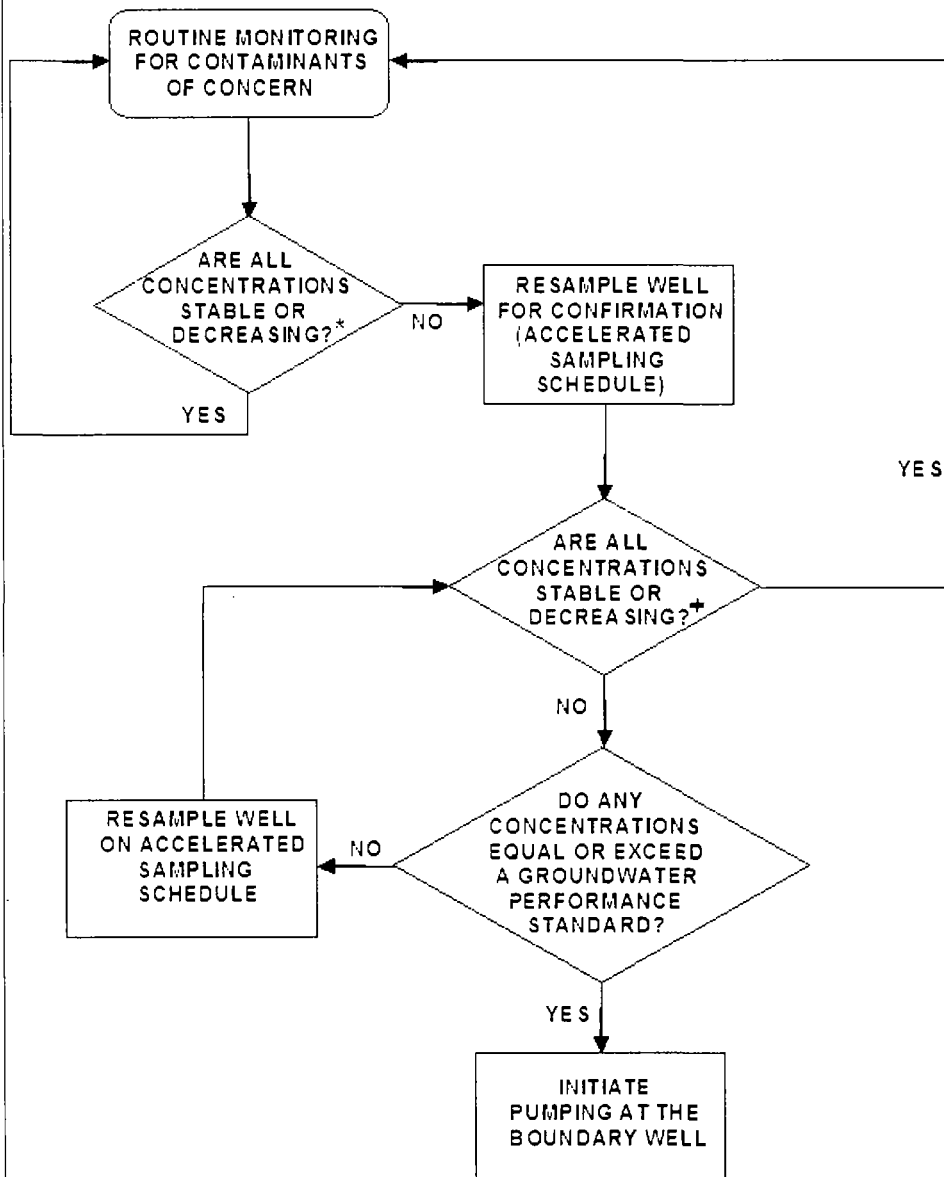 ROUTINE MONITORING
FOR CONTAMINANTS
OF CONCERN
ARE ALL
CONCENTRATIONS
STABLE OR
DECREASING?*
NO
YES
RESAMPLE WELL
FOR CONFIRMATION
(ACCELERATED
SAMPLING
SCHEDULE)
YES
ARE ALL
CONCENTRATIONS
STABLE OR
DECREASING?+
NO
DO ANY
CONCENTRATIONS
EQUAL OR EXCEED
A GROUNDWATER
PERFORMANCE
STANDARD?
NO
RESAMPLE WELL
ON ACCELERATED
SAMPLING
SCHEDULE
YES
INITIATE
PUMPING AT THE
BOUNDARY WELL